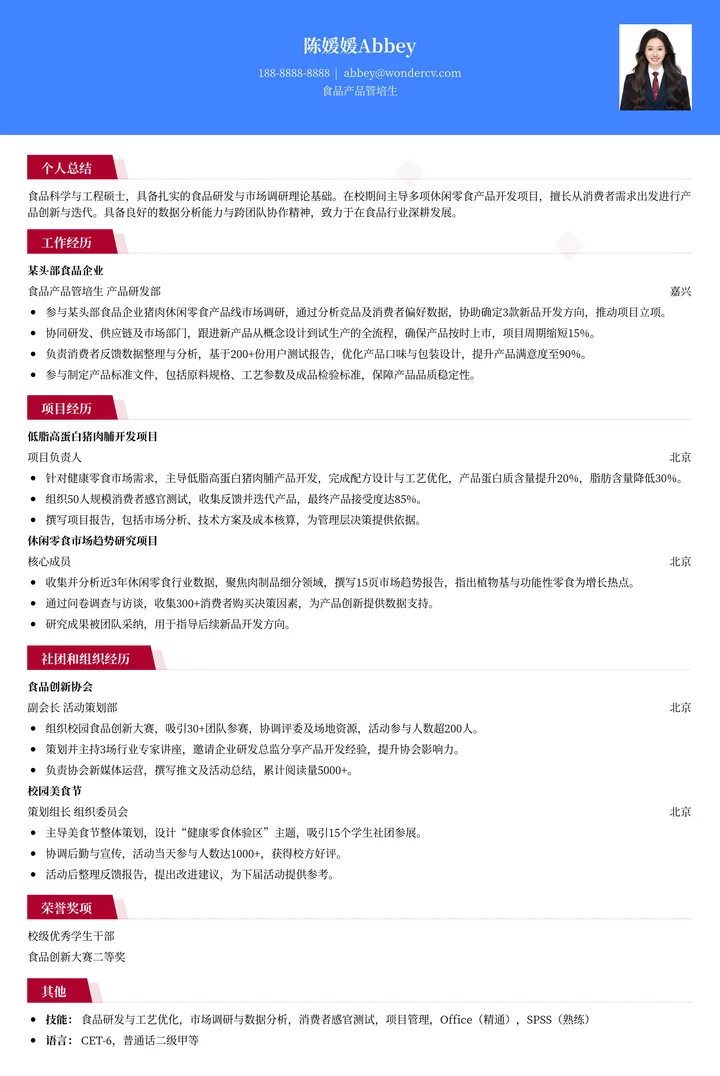 陈媛媛Abbey
188-8888-8888 | abbey@wondercv.com
食品产品管培生
个人总结
食品科学与工程硕士，具备扎实的食品研发与市场调研理论基础。在校期间主导多项休闲零食产品开发项目，擅长从消费者需求出发进行产
品创新与迭代。具备良好的数据分析能力与跨团队协作精神，致力于在食品行业深耕发展。
工作经历
某头部食品企业
食品产品管培生 产品研发部 嘉兴
• 参与某头部食品企业猪肉休闲零食产品线市场调研，通过分析竞品及消费者偏好数据，协助确定3款新品开发方向，推动项目立项。
• 协同研发、供应链及市场部门，跟进新产品从概念设计到试生产的全流程，确保产品按时上市，项目周期缩短15%。
• 负责消费者反馈数据整理与分析，基于200+份用户测试报告，优化产品口味与包装设计，提升产品满意度至90%。
• 参与制定产品标准文件，包括原料规格、工艺参数及成品检验标准，保障产品品质稳定性。
项目经历
低脂高蛋白猪肉脯开发项目
项目负责人 北京
• 针对健康零食市场需求，主导低脂高蛋白猪肉脯产品开发，完成配方设计与工艺优化，产品蛋白质含量提升20%，脂肪含量降低30%。
• 组织50人规模消费者感官测试，收集反馈并迭代产品，最终产品接受度达85%。
• 撰写项目报告，包括市场分析、技术方案及成本核算，为管理层决策提供依据。
休闲零食市场趋势研究项目
核心成员 北京
• 收集并分析近3年休闲零食行业数据，聚焦肉制品细分领域，撰写15页市场趋势报告，指出植物基与功能性零食为增长热点。
• 通过问卷调查与访谈，收集300+消费者购买决策因素，为产品创新提供数据支持。
• 研究成果被团队采纳，用于指导后续新品开发方向。
社团和组织经历
食品创新协会
副会长 活动策划部 北京
• 组织校园食品创新大赛，吸引30+团队参赛，协调评委及场地资源，活动参与人数超200人。
• 策划并主持3场行业专家讲座，邀请企业研发总监分享产品开发经验，提升协会影响力。
• 负责协会新媒体运营，撰写推文及活动总结，累计阅读量5000+。
校园美食节
策划组长 组织委员会 北京
• 主导美食节整体策划，设计“健康零食体验区”主题，吸引15个学生社团参展。
• 协调后勤与宣传，活动当天参与人数达1000+，获得校方好评。
• 活动后整理反馈报告，提出改进建议，为下届活动提供参考。
荣誉奖项
校级优秀学生干部
食品创新大赛二等奖
其他
• 技能： 食品研发与工艺优化，市场调研与数据分析，消费者感官测试，项目管理，Office（精通），SPSS（熟练）
• 语言： CET-6，普通话二级甲等